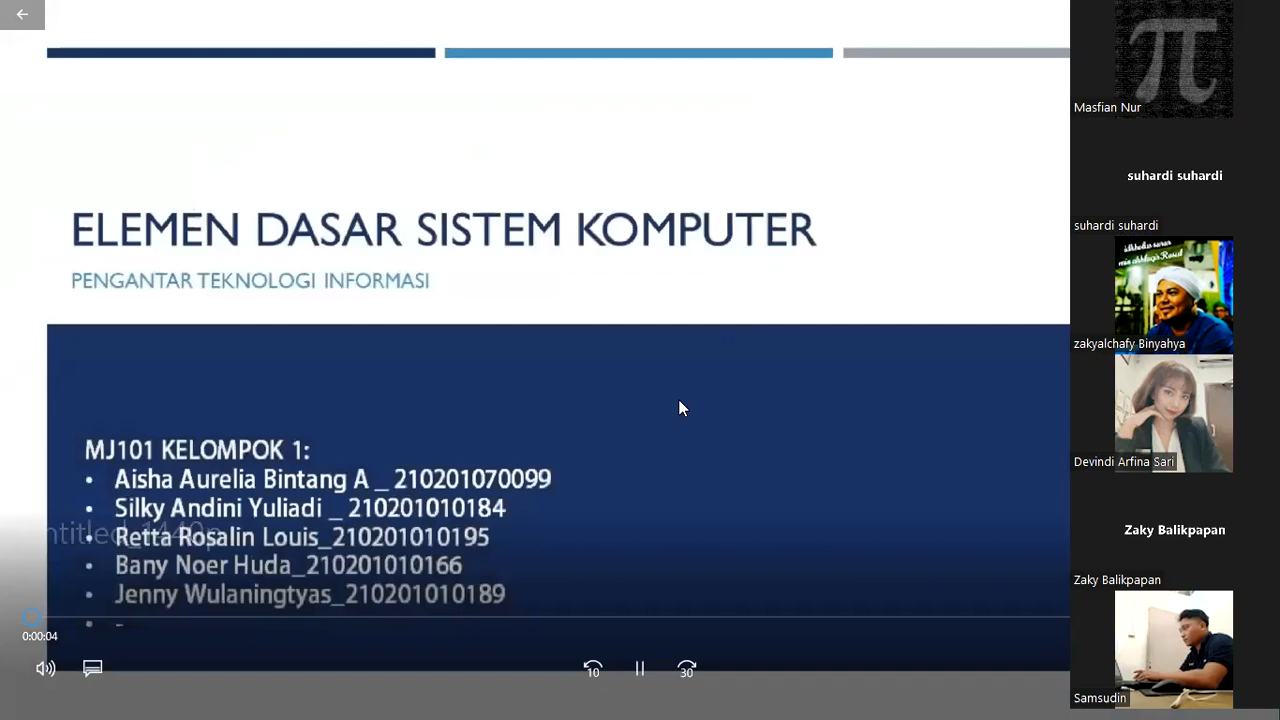 ELEMEN DASAR SISTEM KOMPUTER
PENGANTAR TEKNOLOGI INFORMASI
MJ101 KELOMPOK 1:
• Aisha Aurelia Bintang A _ 210201070099
• Silky Andini Yuliadi _ 210201010184
• Retta Rosalin Louis_210201010195
• Bany Noer Huda_210201010166
• Jenny Wulaningtyas_210201010189
• -
0:00:04
10
30
π
Masfian Nur
suhardi suhardi
suhardi suhardi
zakyalchafy Binyahya
Devindi Arfina Sari
Zaky Balikpapan
Zaky Balikpapan
Samsudin